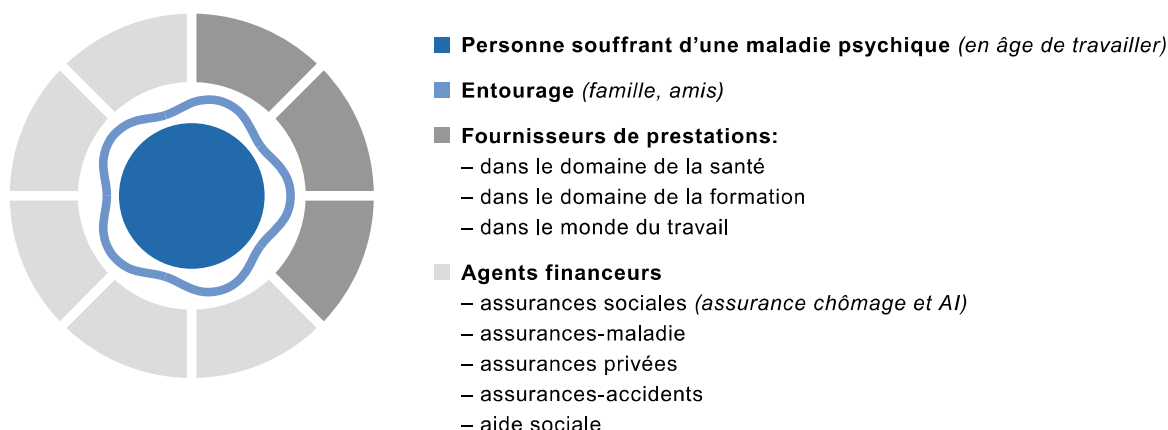 Personne souffrant d’une maladie psychique (en âge de travailler)
Entourage (famille, amis)
Fournisseurs de prestations:
– dans le domaine de la santé
– dans le domaine de la formation
– dans le monde du travail
Agents financeurs
– assurances sociales (assurance chômage et AI)
– assurances-maladie
– assurances privées
– assurances-accidents
– aide sociale